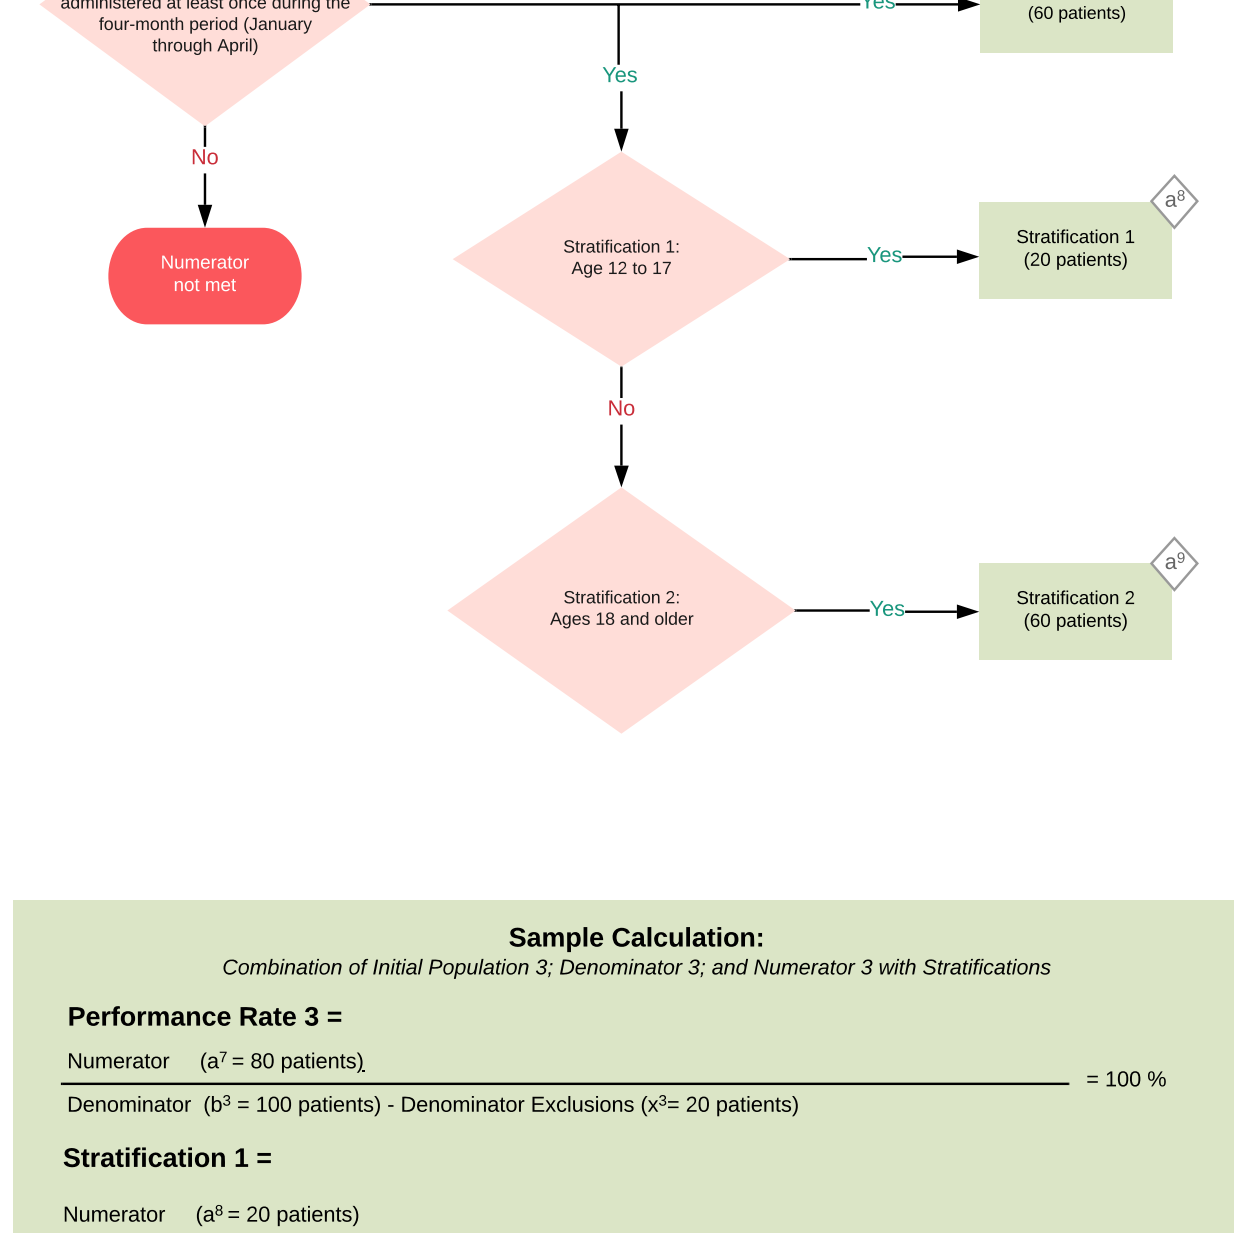 administered at least once during the
four-month period (January
through April)
Yes
(60 patients)
Yes
No
Numerator
not met
Stratification 1:
Age 12 to 17
Yes
Stratification 1
(20 patients)
a⁸
No
Stratification 2:
Ages 18 and older
Yes
Stratification 2
(60 patients)
a⁹
Sample Calculation:
Combination of Initial Population 3; Denominator 3; and Numerator 3 with Stratifications
Performance Rate 3 =
Numerator (a⁷ = 80 patients)
= 100 %
Denominator (b³ = 100 patients) - Denominator Exclusions (x³= 20 patients)
Stratification 1 =
Numerator (a⁸ = 20 patients)